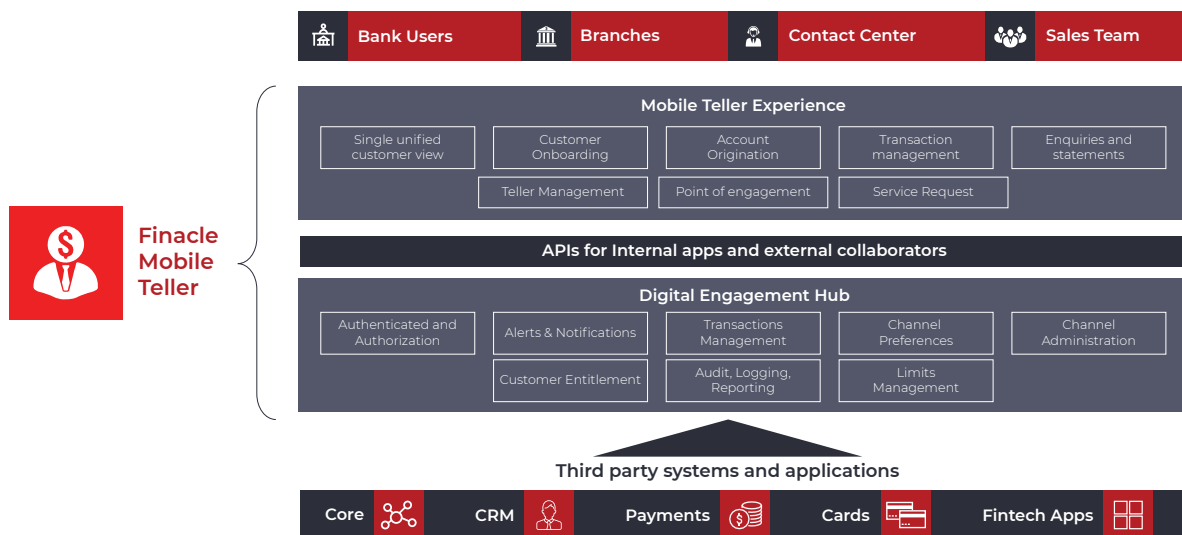 Bank Users
Branches
Contact Center
Sales Team
Mobile Teller Experience
Single unified
customer view
Customer
Onboarding
Account
Origination
Transaction
management
Enquiries and
statements
Teller Management
Point of engagement
Service Request
Finacle
Mobile
Teller
APIs for Internal apps and external collaborators
Digital Engagement Hub
Authenticated and
Authorization
Alerts & Notifications
Transactions
Management
Channel
Preferences
Channel
Administration
Customer Entitlement
Audit, Logging,
Reporting
Limits
Management
Third party systems and applications
Core
CRM
Payments
Cards
Fintech Apps